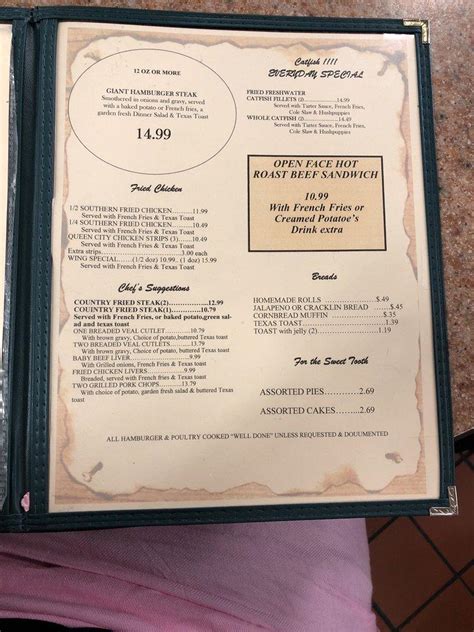 12 OZ OR MORE
GIANT HAMBURGER STEAK
Smothered in onions and gravy, served
with a baked potato or French fries, a
garden fresh Dinner Salad & Texas Toast
14.99
Fried Chicken
1/2 SOUTHERN FRIED CHICKEN..........11.99
Served with French Fries & Texas Toast
1/4 SOUTHERN FRIED CHICKEN..........10.49
Served with French Fries & Texas Toast
QUEEN CITY CHICKEN STRIPS (3)......10.49
Served with French Fries & Texas Toast
Extra strips..............................3.00 each
WING SPECIAL......(1/2 doz) 10.99, (1 doz) 15.99
Served with French Fries & Texas Toast
Chef's Suggestions
COUNTRY FRIED STEAK(2)..............12.99
COUNTRY FRIED STEAK(1)..............10.79
Served with French Fries, or baked potato,green sal-
ad and texas toast
ONE BREADED VEAL CUTLET...........10.79
With brown gravy, Choice of potato,buttered Texas toast
TWO BREADED VEAL CUTLETS..........
With brown gravy, Choice of potato,buttered Texas toast
BABY BEEF LIVER...................
With Grilled onions, French Fries & Texas Toast
FRIED CHICKEN LIVERS..............
Breaded, served with french fries & Texas Toast
TWO GRILLED PORK CHOPS............
With choice of potato, garden fresh salad & buttered Texas
toast
Catfish !!!!
EVERYDAY SPECIAL
FRIED FRESHWATER
CATFISH FILLETS (2)................14.99
Served with Tarter Sauce, French Fries,
Cole Slaw & Hushpuppies
WHOLE CATFISH (2)..................14.49
Served with Tarter Sauce, French Fries,
Cole Slaw & Hushpuppies
OPEN FACE HOT
ROAST BEEF SANDWICH
10.99
With French Fries or
Creamed Potatoe's
Drink extra
Breads
HOMEMADE ROLLS.....................$.49
JALAPENO OR CRACKLIN BREAD.......$.45
CORNBREAD MUFFIN...................$.35
TEXAS TOAST........................1.39
TOAST with jelly (2)...............1.19
For the Sweet Tooth
ASSORTED PIES......2.69
ASSORTED CAKES.....2.69
ALL HAMBURGER & POULTRY COOKED "WELL DONE" UNLESS REQUESTED & DOUUMENTED